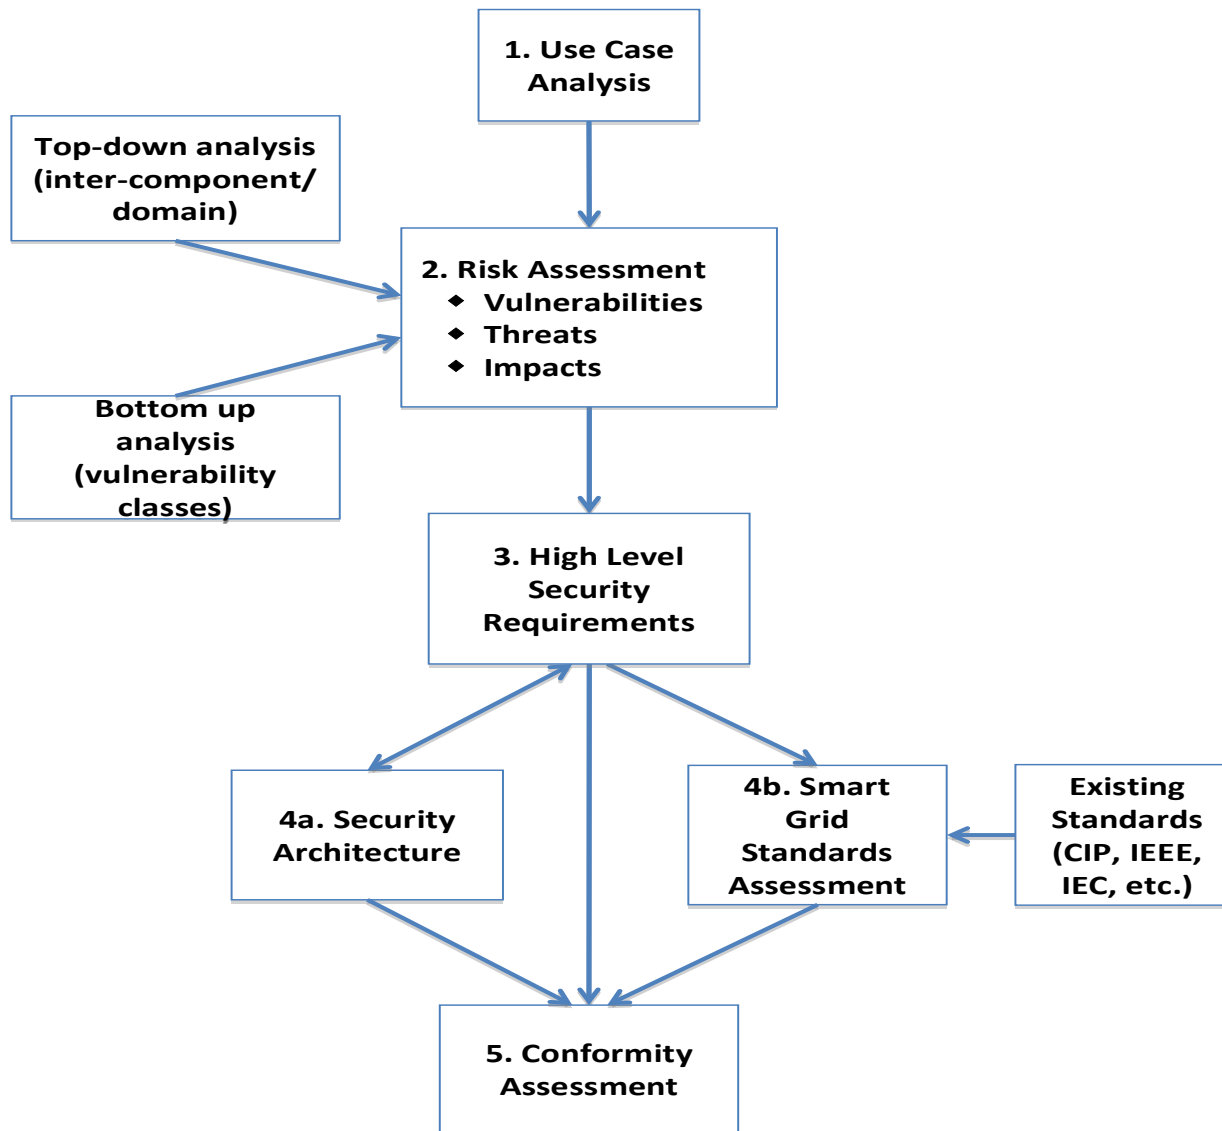 1. Use Case
Analysis
Top-down analysis
(inter-component/
domain)
2. Risk Assessment
◆ Vulnerabilities
◆ Threats
◆ Impacts
Bottom up
analysis
(vulnerability
classes)
3. High Level
Security
Requirements
4a. Security
Architecture
4b. Smart
Grid
Standards
Assessment
Existing
Standards
(CIP, IEEE,
IEC, etc.)
5. Conformity
Assessment